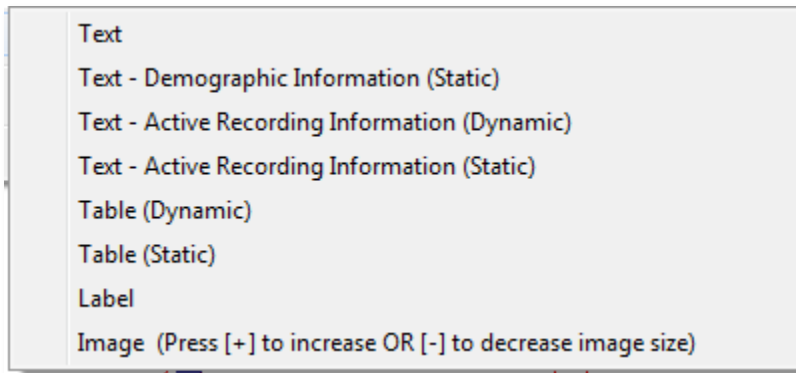 Text
Text - Demographic Information (Static)
Text - Active Recording Information (Dynamic)
Text - Active Recording Information (Static)
Table (Dynamic)
Table (Static)
Label
Image  (Press [+] to increase OR [-] to decrease image size)